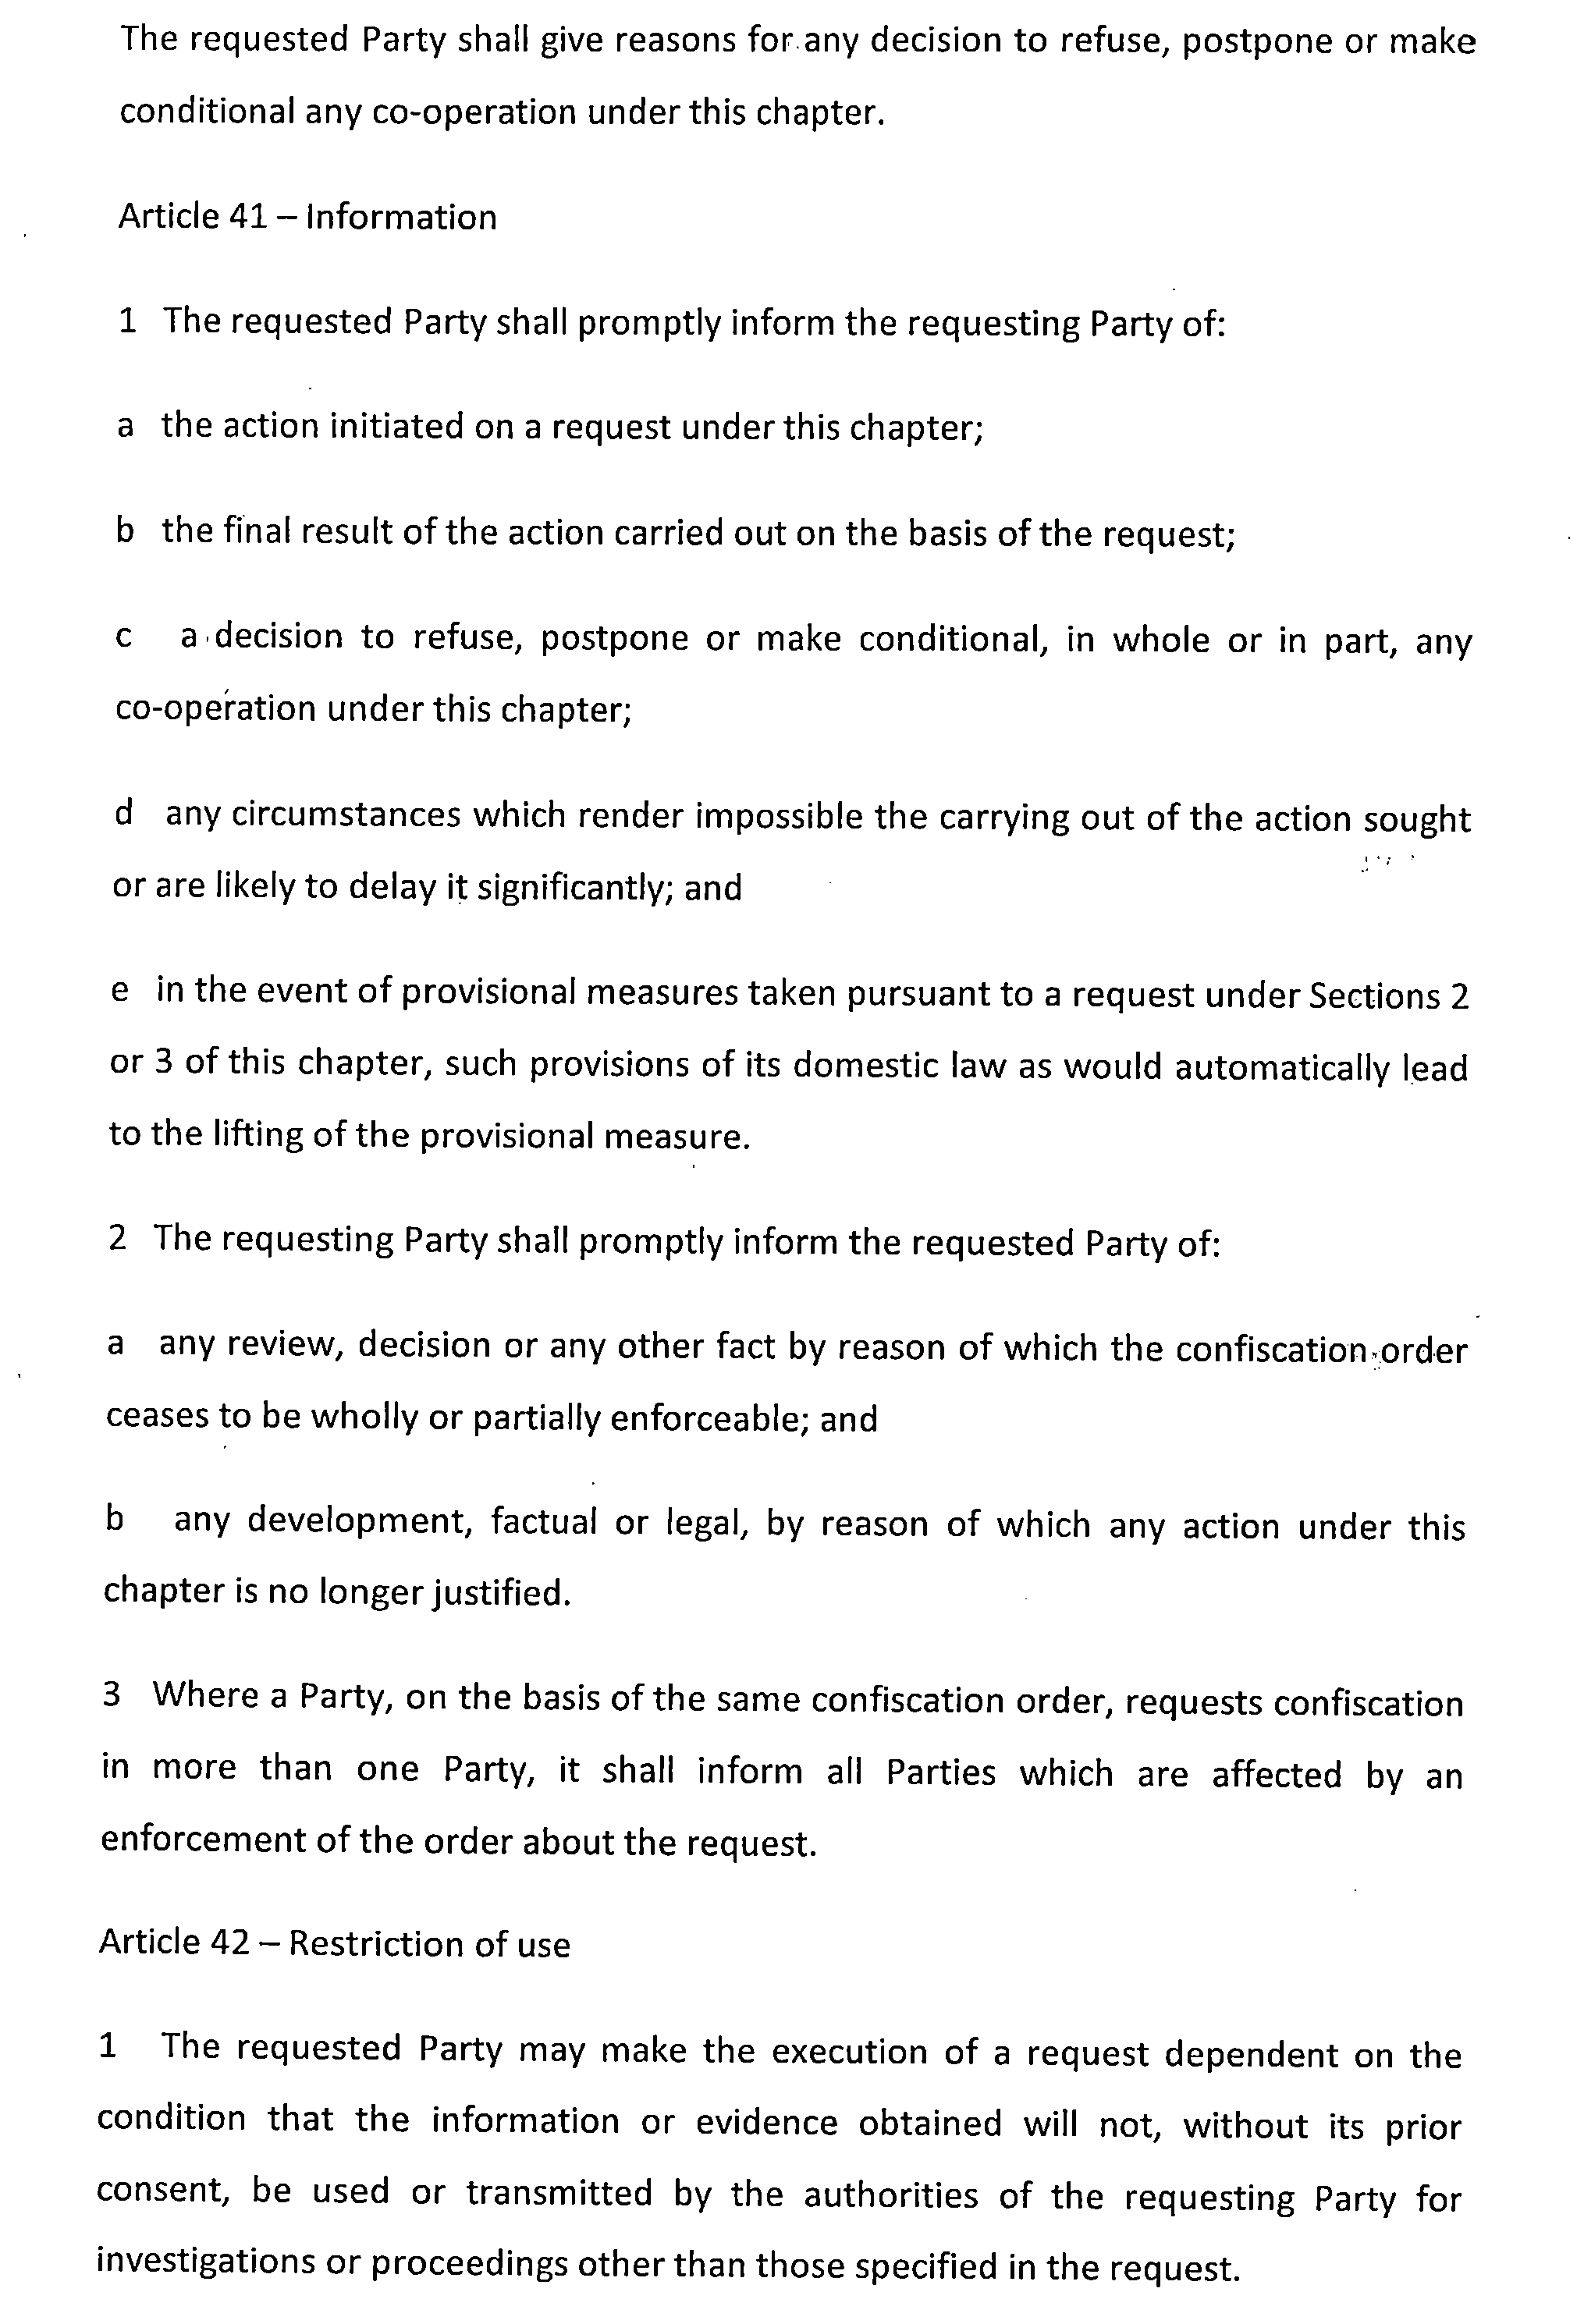 The requested Party shall give reasons for any decision to refuse, postpone or make
conditional any co-operation under this chapter.
Article 41 – Information
1 The requested Party shall promptly inform the requesting Party of:
a the action initiated on a request under this chapter;
b the final result of the action carried out on the basis of the request;
c a decision to refuse, postpone or make conditional, in whole or in part, any
co-operation under this chapter;
d any circumstances which render impossible the carrying out of the action sought
or are likely to delay it significantly; and
e in the event of provisional measures taken pursuant to a request under Sections 2
or 3 of this chapter, such provisions of its domestic law as would automatically lead
to the lifting of the provisional measure.
2 The requesting Party shall promptly inform the requested Party of:
a any review, decision or any other fact by reason of which the confiscation order
ceases to be wholly or partially enforceable; and
b any development, factual or legal, by reason of which any action under this
chapter is no longer justified.
3 Where a Party, on the basis of the same confiscation order, requests confiscation
in more than one Party, it shall inform all Parties which are affected by an
enforcement of the order about the request.
Article 42 – Restriction of use
1 The requested Party may make the execution of a request dependent on the
condition that the information or evidence obtained will not, without its prior
consent, be used or transmitted by the authorities of the requesting Party for
investigations or proceedings other than those specified in the request.